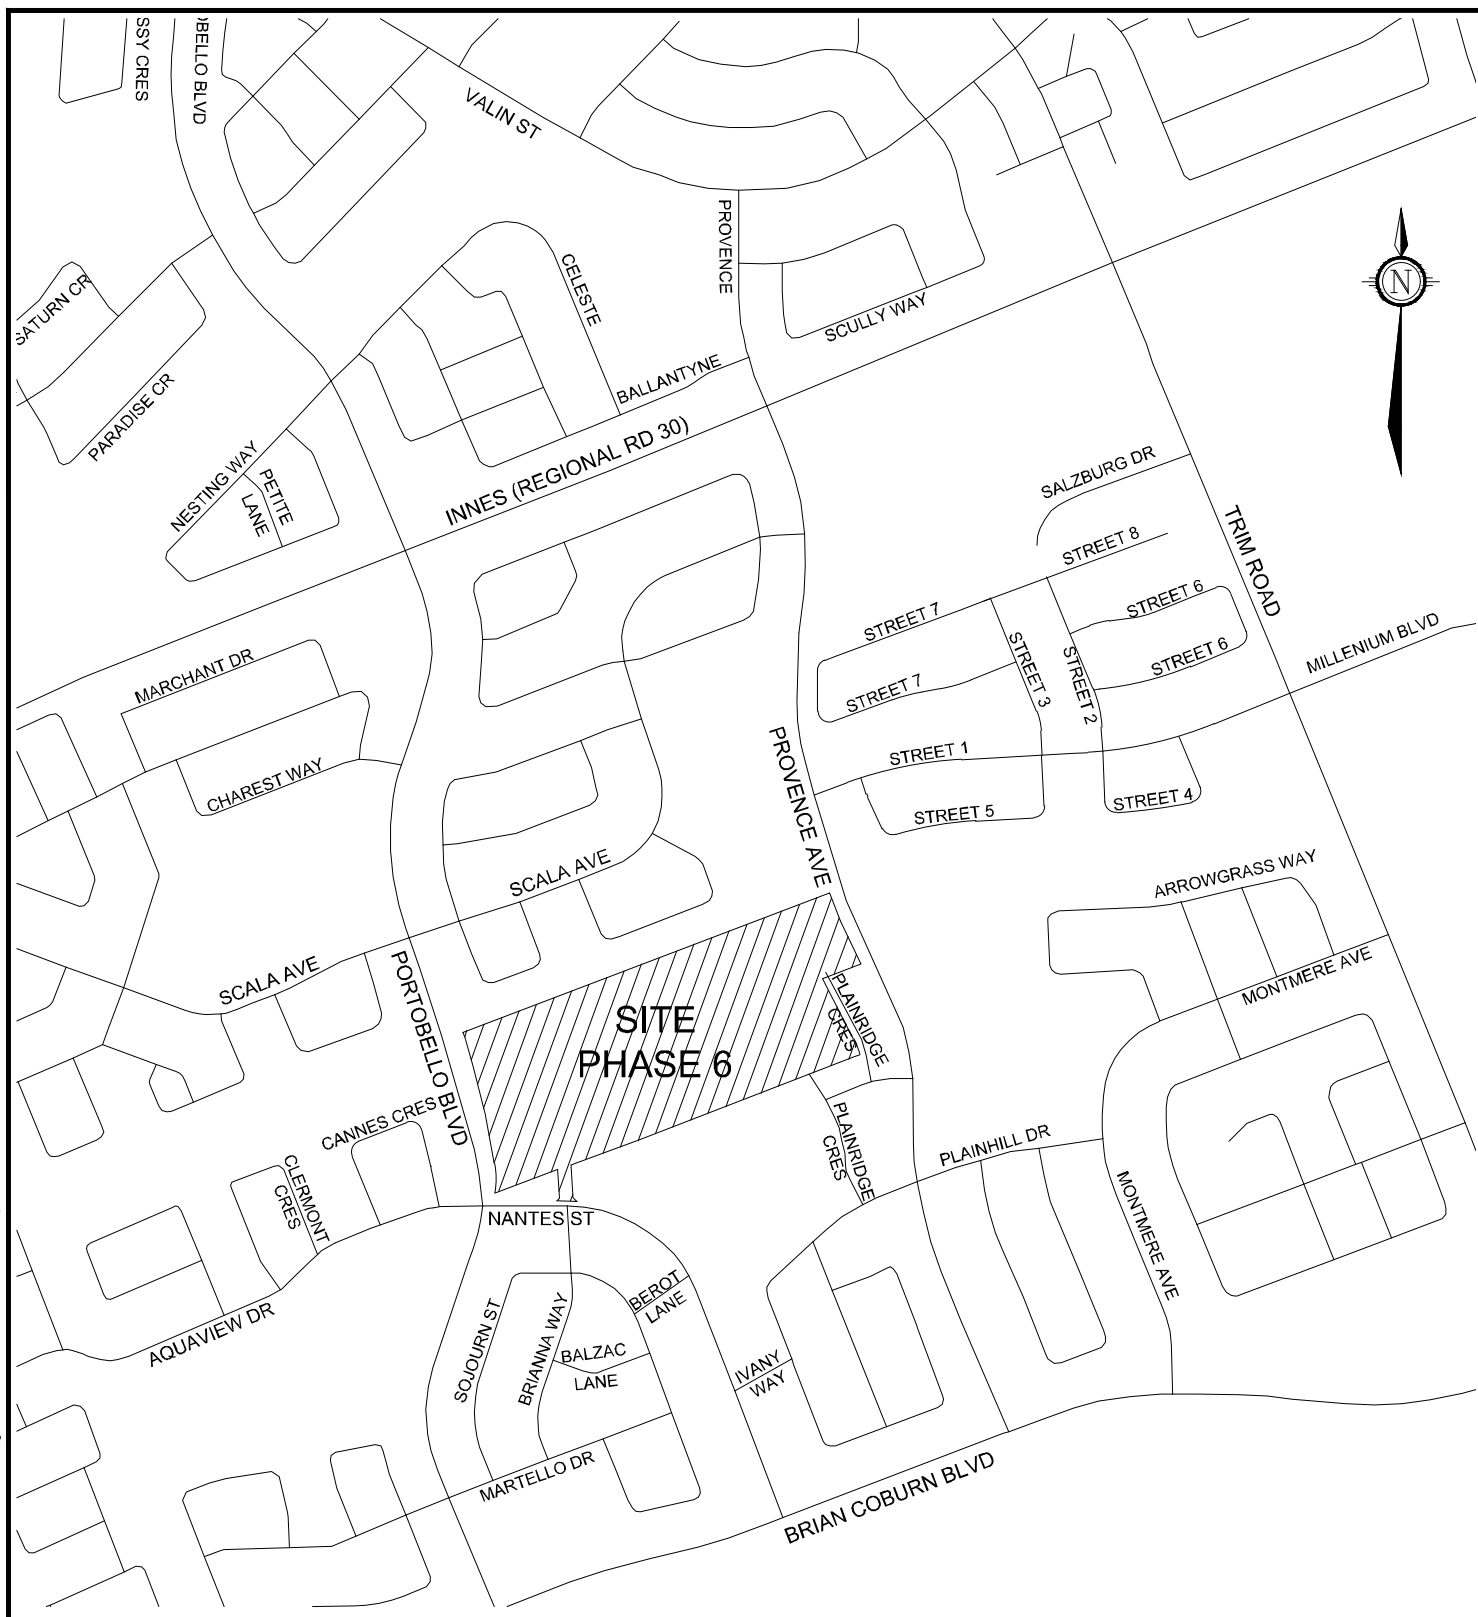 SSY CRES
OBELLO BLVD
VALIN ST
PROVENCE
CELESTE
SATURN CR
SCULLY WAY
N
BALLANTYNE
PARADISE CR
INNES (REGIONAL RD 30)
NESTING WAY
PETITE
LANE
SALZBURG DR
TRIM ROAD
STREET 8
STREET 6
STREET 7
STREET 6
MILLENIUM BLVD
STREET 3
STREET 2
MARCHANT DR
STREET 7
CHAREST WAY
STREET 1
PROVENCE AVE
STREET 5
STREET 4
SCALA AVE
ARROWGRASS WAY
SCALA AVE
PORTOBELLO BLVD
MONTMERE AVE
SITE
PHASE 6
PLAINRIDGE
CRES
CANNES CRES
PLAINRIDGE
CRES
PLAINHILL DR
CLERMONT
CRES
NANTES ST
MONTMERE AVE
AQUAVIEW DR
BEROT
LANE
SOJOURN ST
BRIANNA WAY
BALZAC
LANE
IVANY
WAY
MARTELLO DR
BRIAN COBURN BLVD